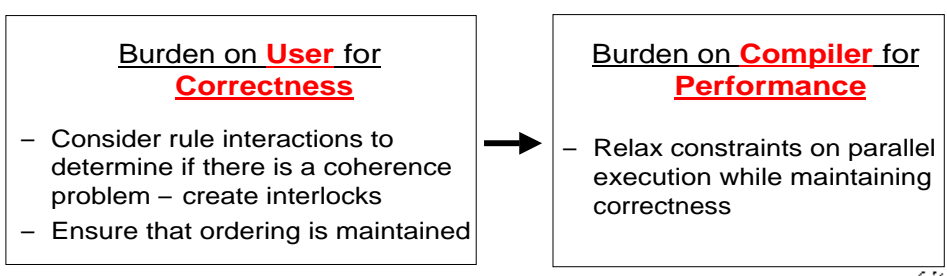 Burden on User for
Correctness
– Consider rule interactions to
determine if there is a coherence
problem – create interlocks
– Ensure that ordering is maintained
Burden on Compiler for
Performance
– Relax constraints on parallel
execution while maintaining
correctness